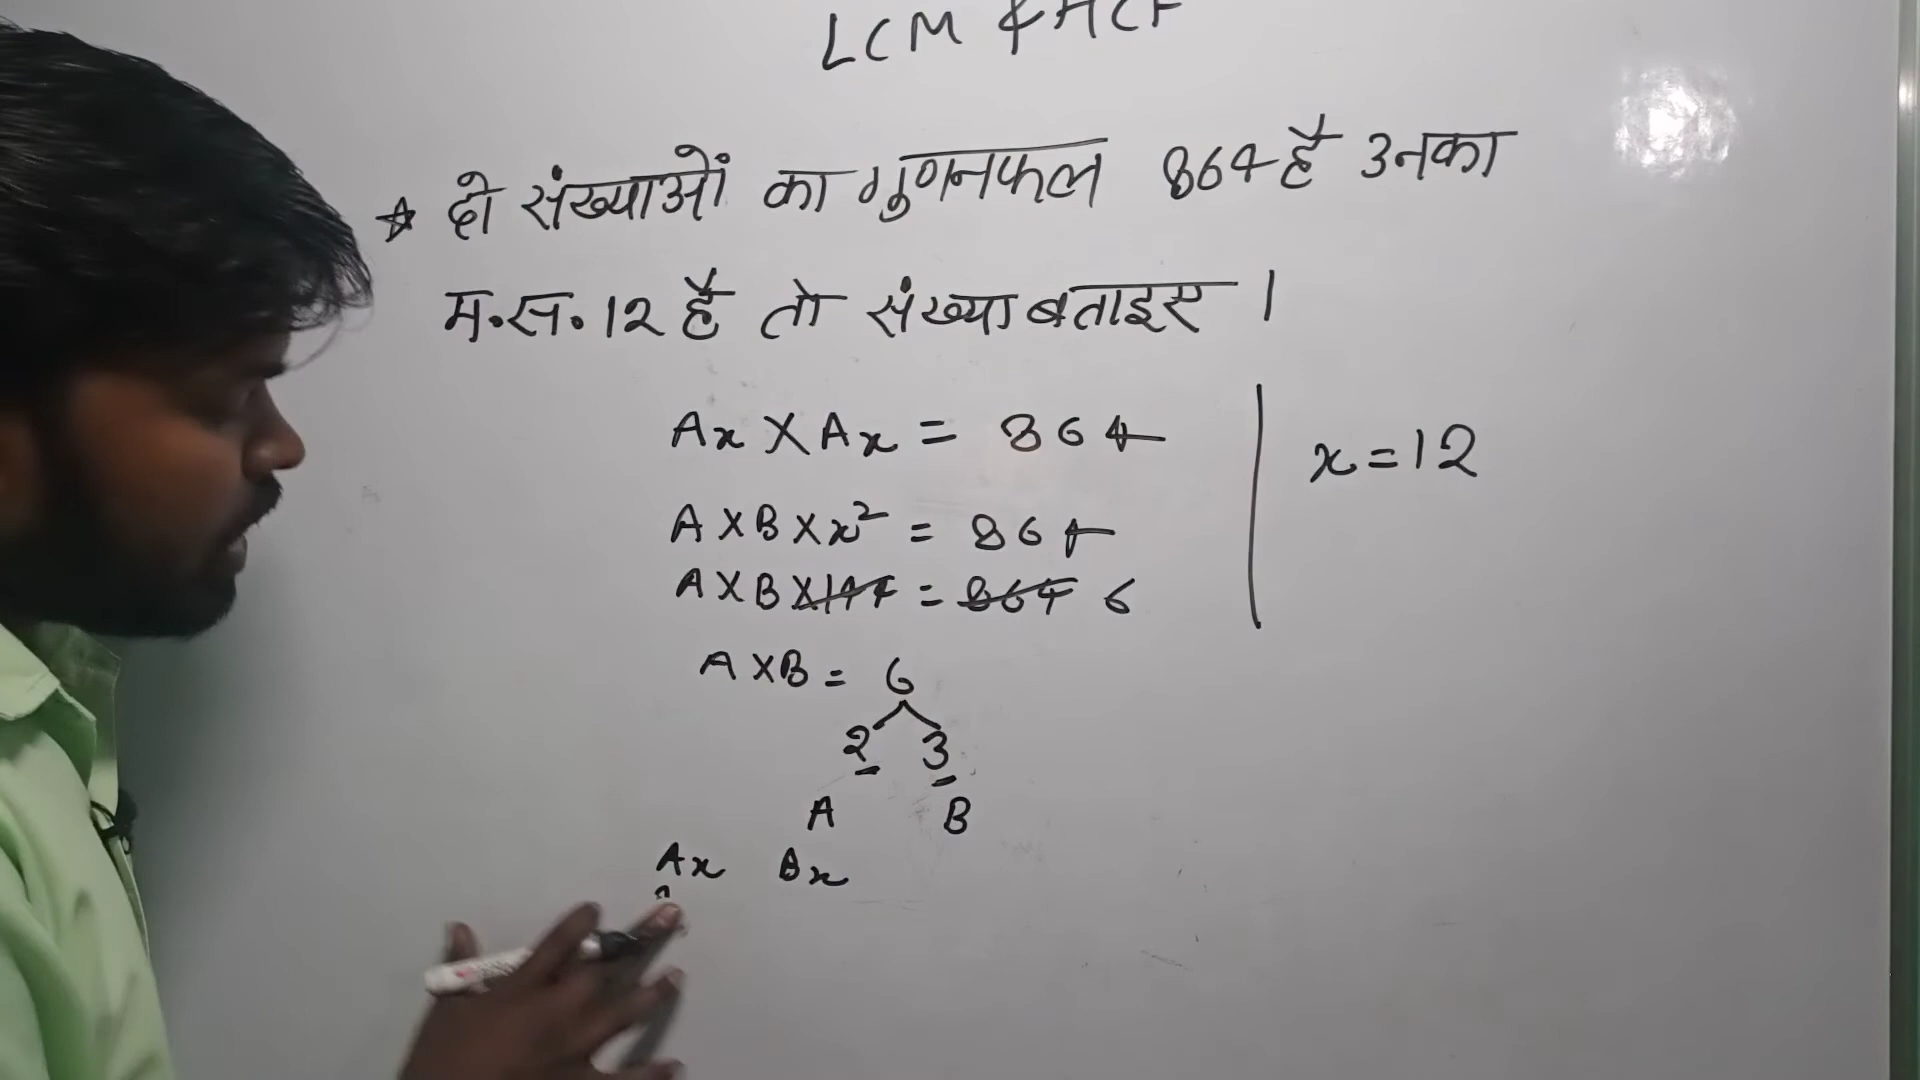 LCM & HCF
☆ दो संख्याओं का गुणनफल 864 है उनका
म.स. 12 है तो संख्या बताइए ।
Ax X Ax = 864
x = 12
A X B X x² = 864
A X B X 144 = 864 6
A X B = 6
2 3
A B
Ax Bx